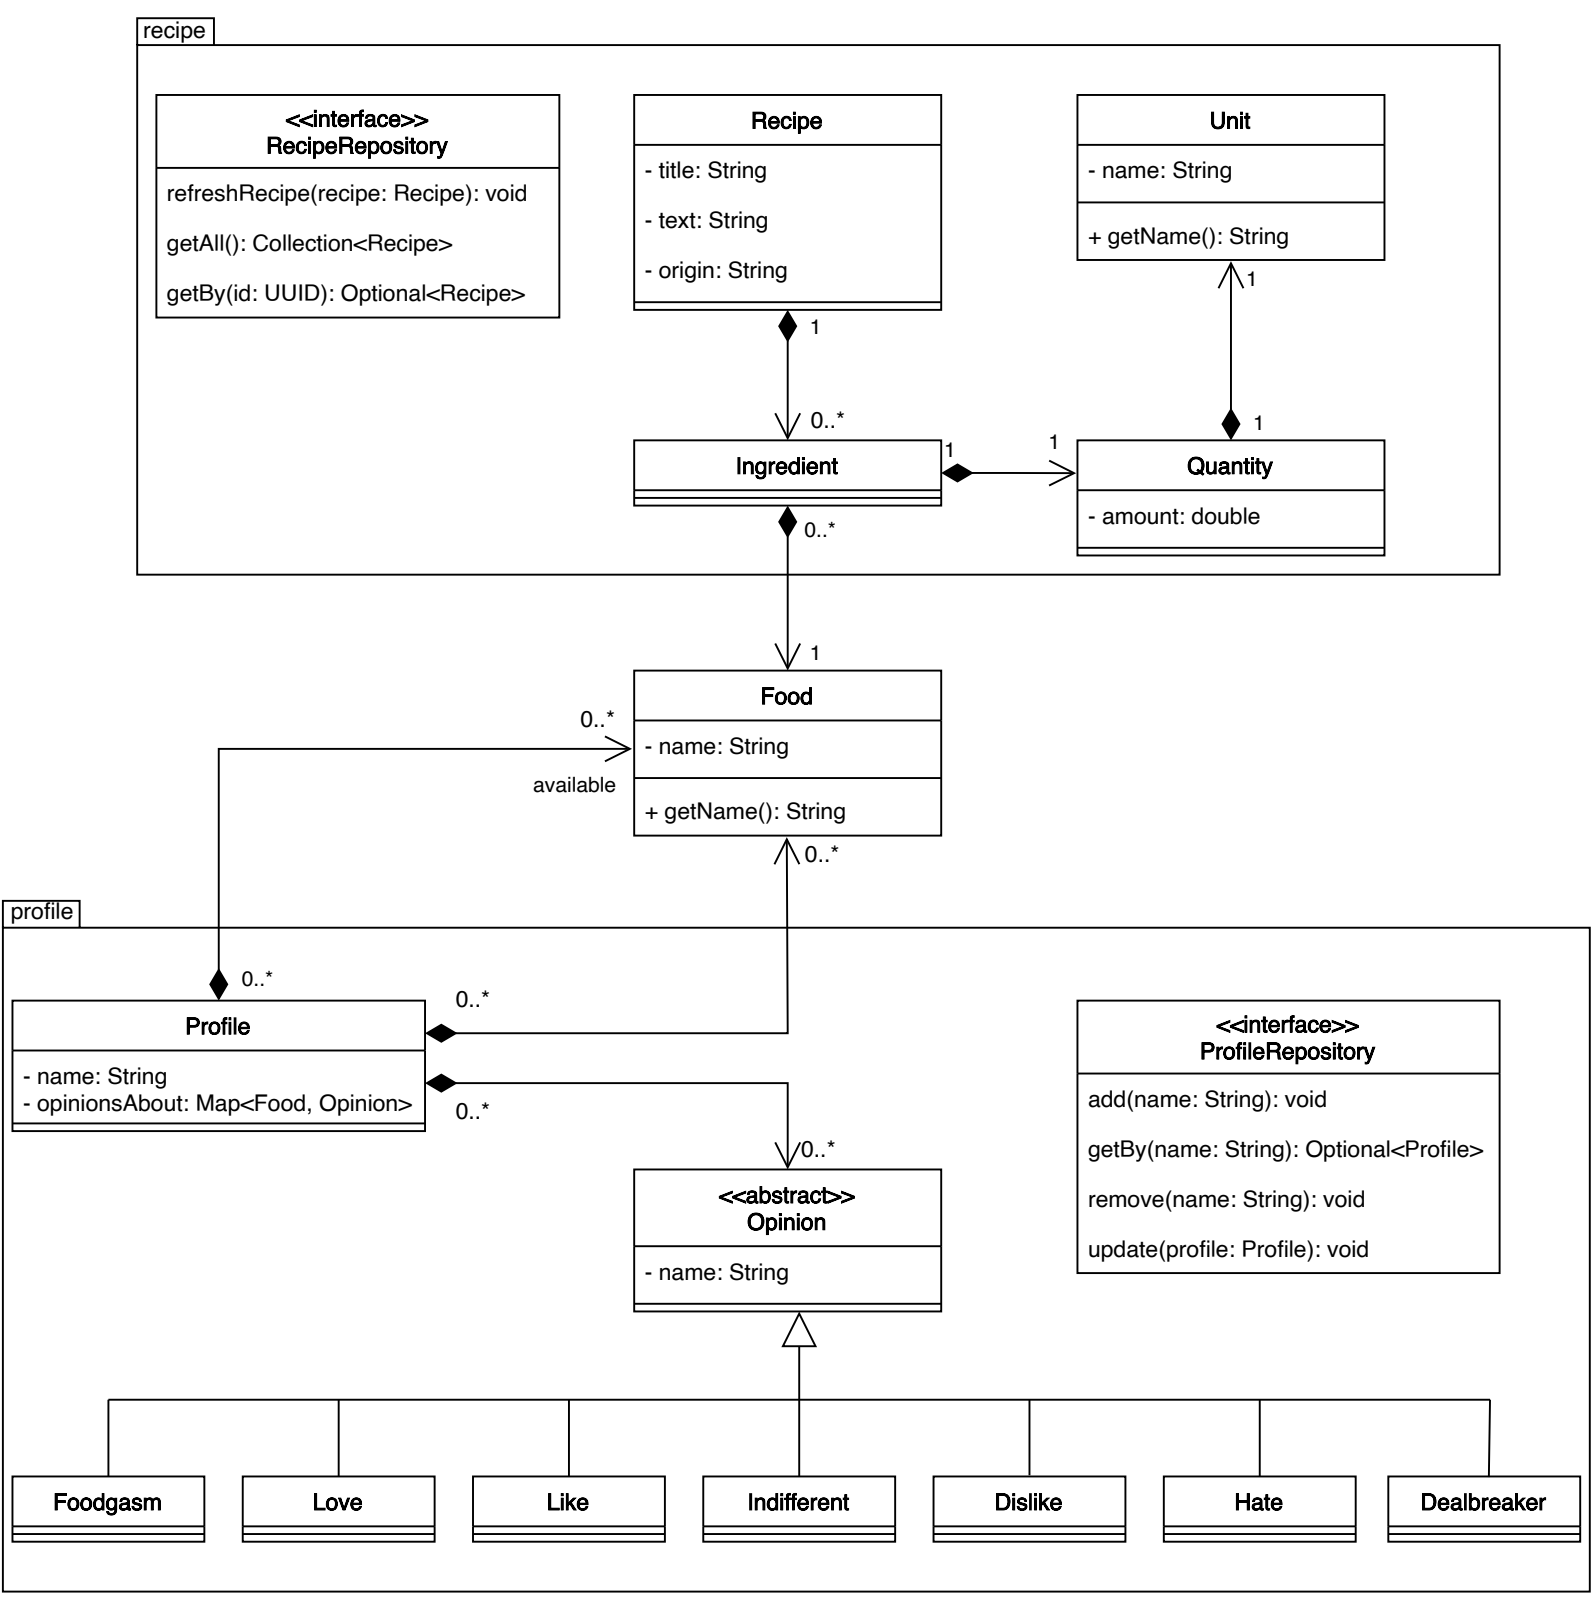 recipe
<<interface>>
RecipeRepository
refreshRecipe(recipe: Recipe): void
getAll(): Collection<Recipe>
getBy(id: UUID): Optional<Recipe>
Recipe
- title: String
- text: String
- origin: String
Unit
- name: String
+ getName(): String
1
1
0..*
1
Ingredient
1
1
Quantity
- amount: double
0..*
1
Food
- name: String
+ getName(): String
0..*
available
0..*
profile
0..*
Profile
- name: String
- opinionsAbout: Map<Food, Opinion>
0..*
0..*
0..*
<<abstract>>
Opinion
- name: String
<<interface>>
ProfileRepository
add(name: String): void
getBy(name: String): Optional<Profile>
remove(name: String): void
update(profile: Profile): void
Foodgasm
Love
Like
Indifferent
Dislike
Hate
Dealbreaker